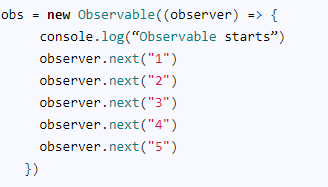 obs = new Observable((observer) => {
console.log(“Observable starts”)
observer.next("1")
observer.next("2")
observer.next("3")
observer.next("4")
observer.next("5")
})